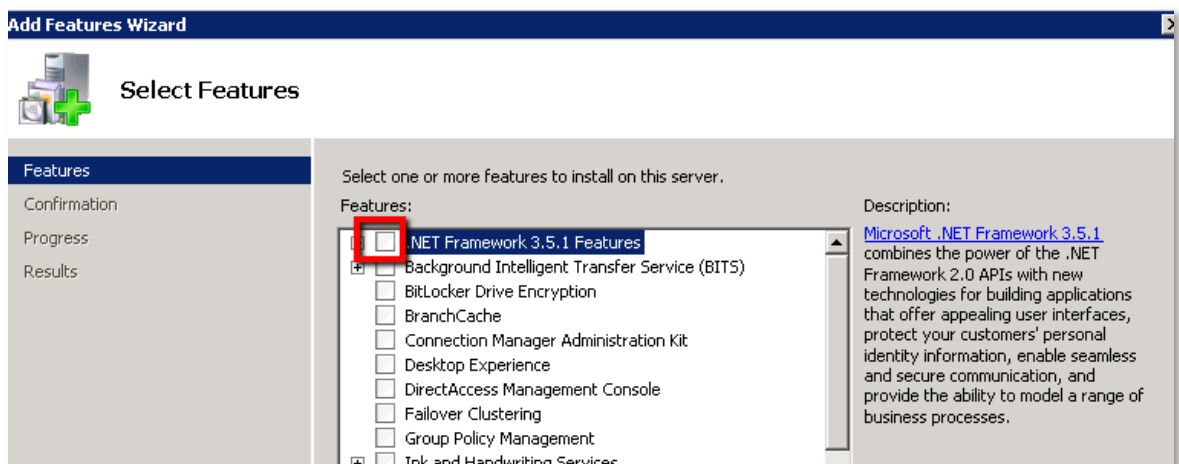 Add Features Wizard
Select Features
Features
Confirmation
Progress
Results
Select one or more features to install on this server.
Features:
.NET Framework 3.5.1 Features
Background Intelligent Transfer Service (BITS)
BitLocker Drive Encryption
BranchCache
Connection Manager Administration Kit
Desktop Experience
DirectAccess Management Console
Failover Clustering
Group Policy Management
Ink and Handwriting Services
Description:
Microsoft .NET Framework 3.5.1
combines the power of the .NET
Framework 2.0 APIs with new
technologies for building applications
that offer appealing user interfaces,
protect your customers' personal
identity information, enable seamless
and secure communication, and
provide the ability to model a range of
business processes.